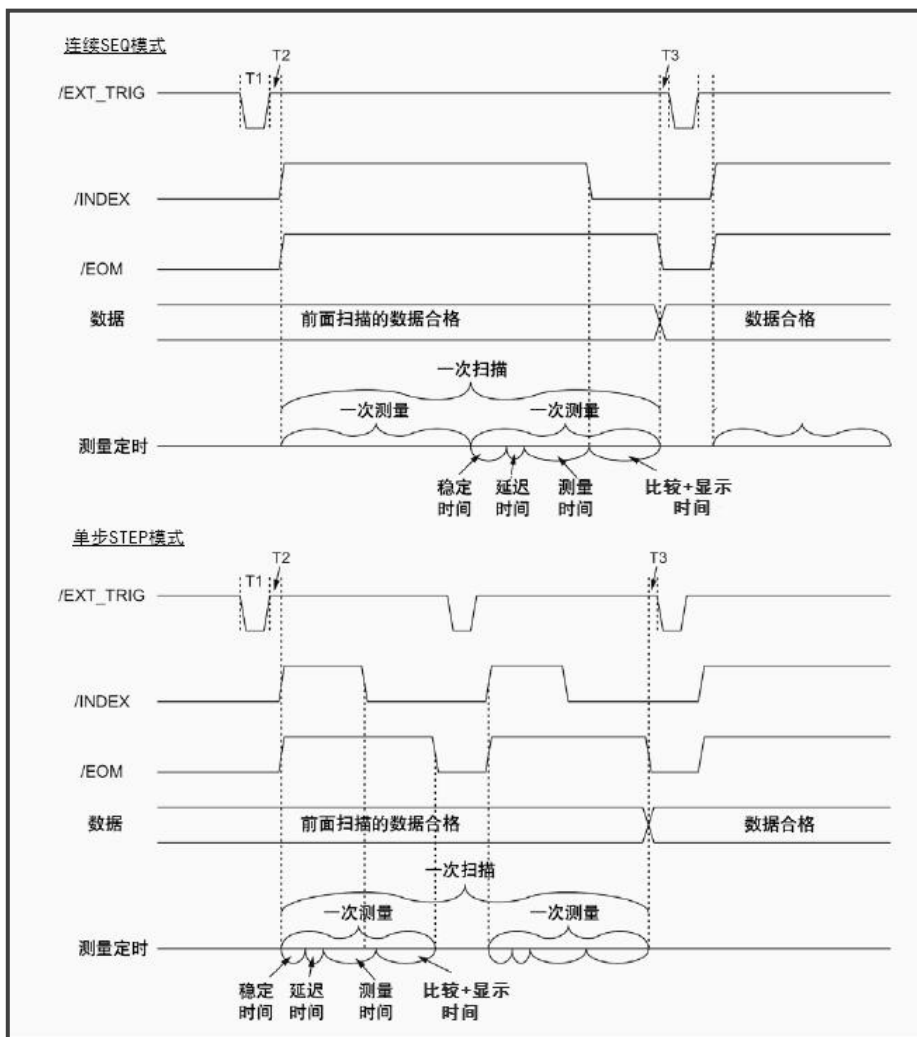 连续SEQ模式
T1
T2
T3
/EXT_TRIG
/INDEX
/EOM
数据
前面扫描的数据合格
数据合格
一次扫描
一次测量
一次测量
测量定时
稳定
时间
延迟
时间
测量
时间
比较+显示
时间
单步STEP模式
T1
T2
T3
/EXT_TRIG
/INDEX
/EOM
数据
前面扫描的数据合格
数据合格
一次扫描
一次测量
一次测量
测量定时
稳定
时间
延迟
时间
测量
时间
比较+显示
时间